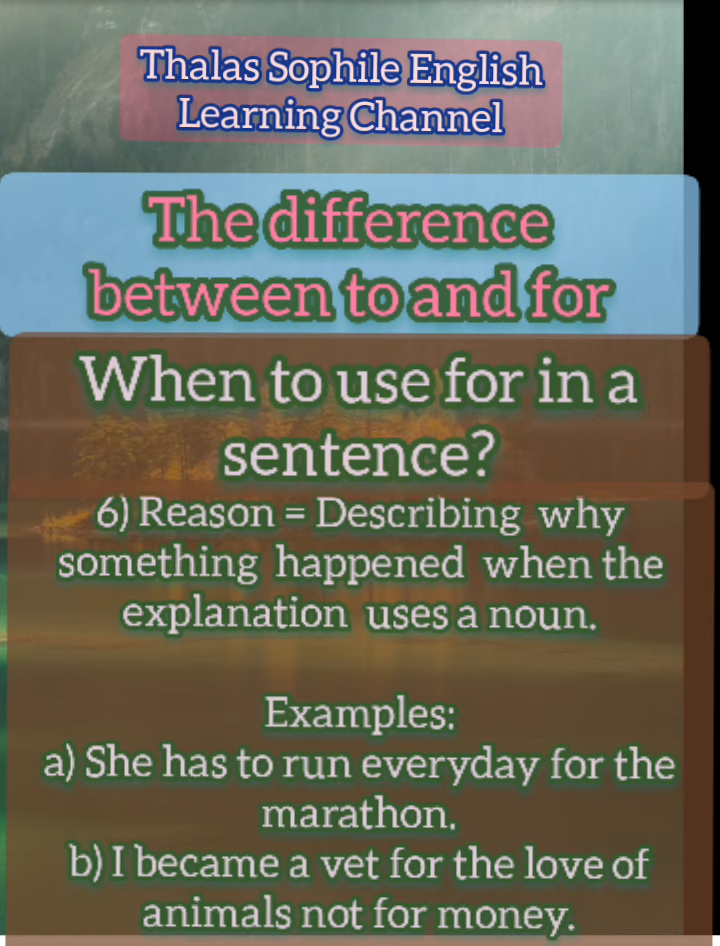 Thalas Sophile English
Learning Channel
The difference
between to and for
When to use for in a
sentence?
6) Reason = Describing why
something happened when the
explanation uses a noun.
Examples:
a) She has to run everyday for the
marathon.
b) I became a vet for the love of
animals not for money.